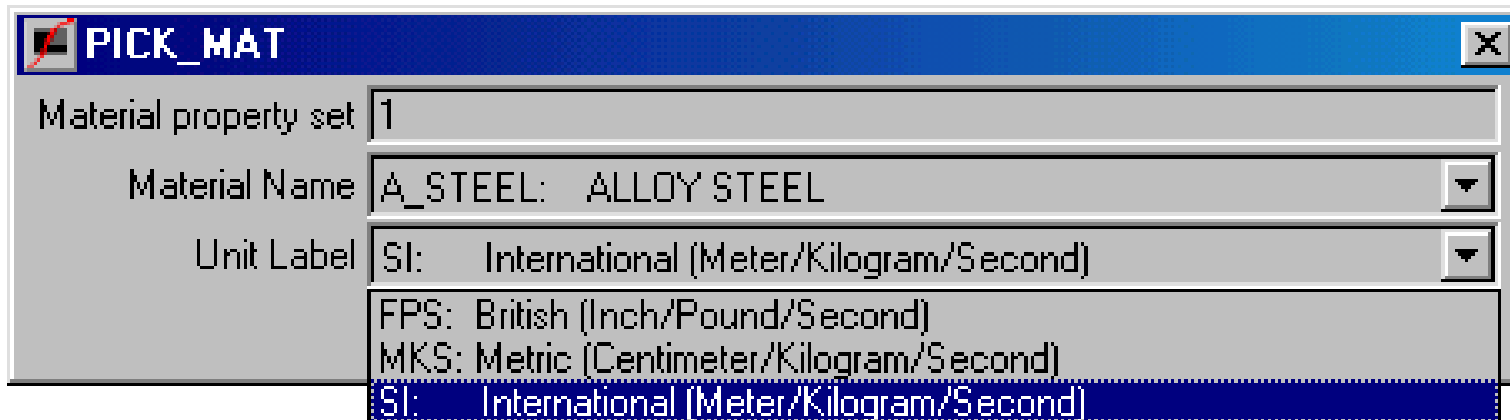 PICK_MAT
Material property set 1
Material Name A_STEEL: ALLOY STEEL
Unit Label SI: International (Meter/Kilogram/Second)
FPS: British (Inch/Pound/Second)
MKS: Metric (Centimeter/Kilogram/Second)
SI: International (Meter/Kilogram/Second)